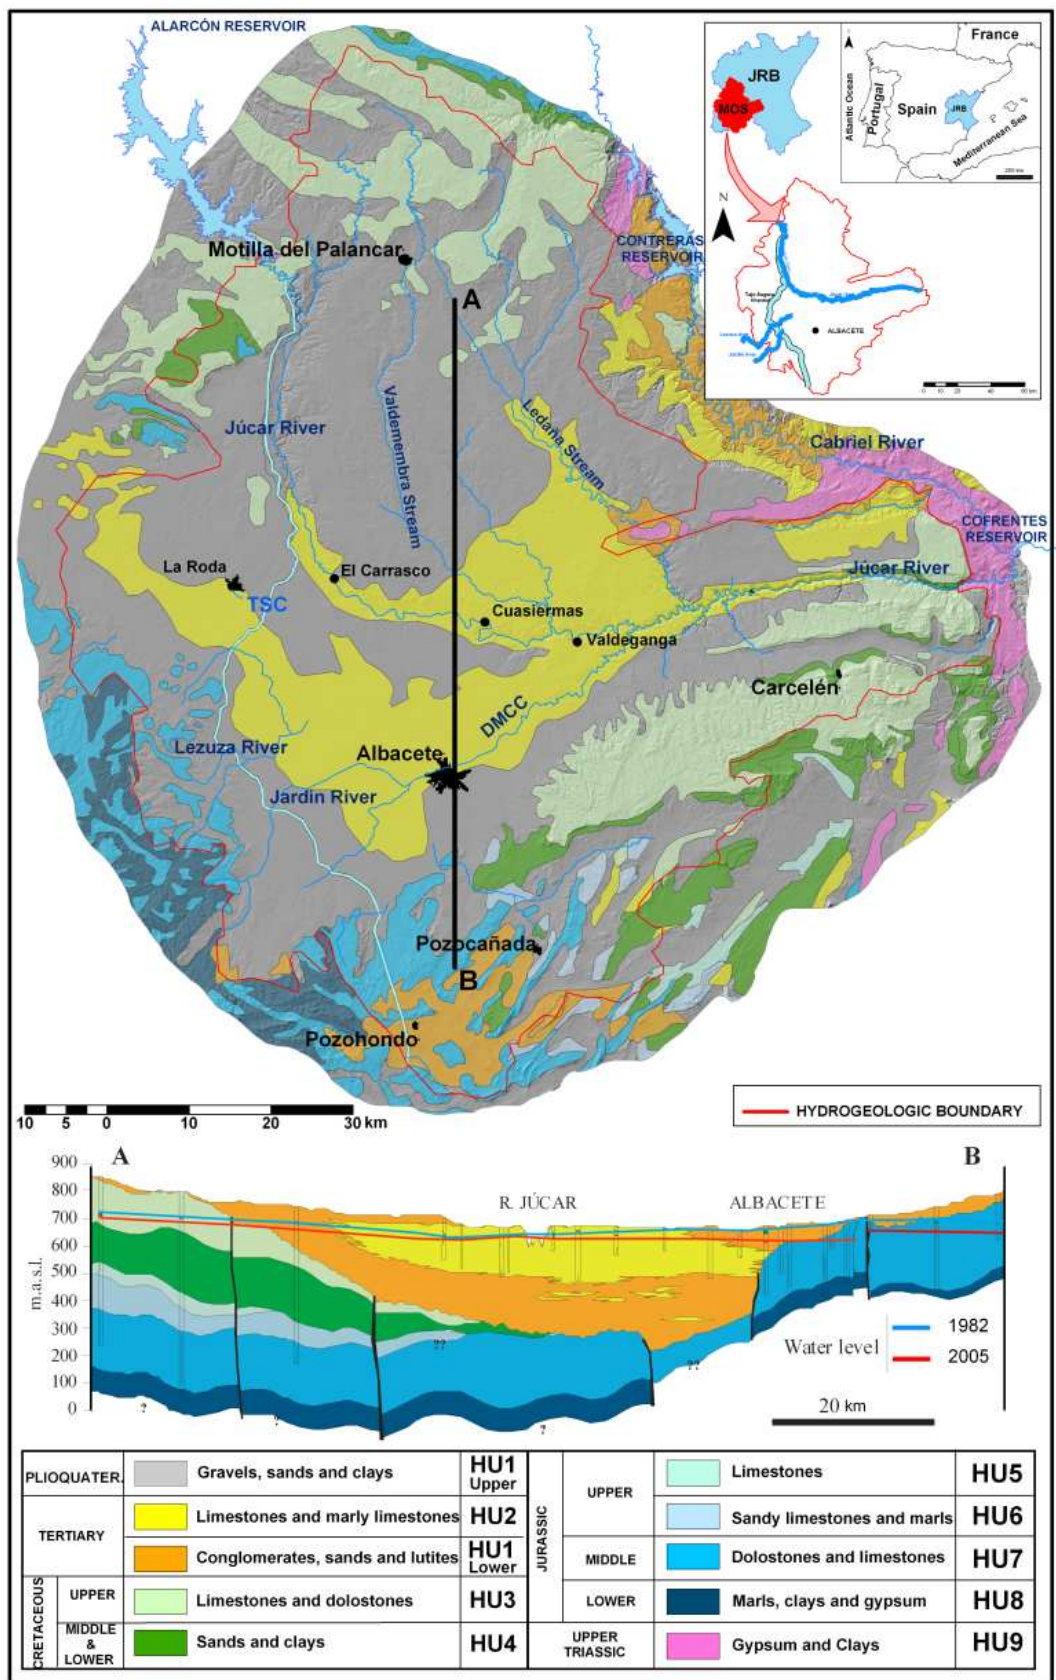 ALARCÓN RESERVOIR
France
JRB
MOS
Atlantic Ocean
Portugal
Spain
JRB
Mediterranean Sea
N
CONTRERAS
RESERVOIR
Motilla del Palancar
A
ALBACETE
Júcar River
Valdemembra Stream
Ledaña Stream
Cabriel River
COFRENTES
RESERVOIR
La Roda
El Carrasco
Júcar River
TSC
Cuasiermas
Valdeganga
Carcelén
DMCC
Lezuza River
Albacete
Jardin River
Pozocañada
B
Pozohondo
10 5 0 10 20 30 km
HYDROGEOLOGIC BOUNDARY
A
B
900
800
700
600
500
400
300
200
100
0
m.a.s.l.
R. JÚCAR
ALBACETE
??
??
?
?
?
Water level
1982
2005
20 km
PLIOQUATER.
Gravels, sands and clays
HU1
Upper
TERTIARY
Limestones and marly limestones
HU2
Conglomerates, sands and lutites
HU1
Lower
CRETACEOUS
UPPER
Limestones and dolostones
HU3
MIDDLE
&
LOWER
Sands and clays
HU4
JURASSIC
UPPER
Limestones
HU5
Sandy limestones and marls
HU6
MIDDLE
Dolostones and limestones
HU7
LOWER
Marls, clays and gypsum
HU8
UPPER
TRIASSIC
Gypsum and Clays
HU9